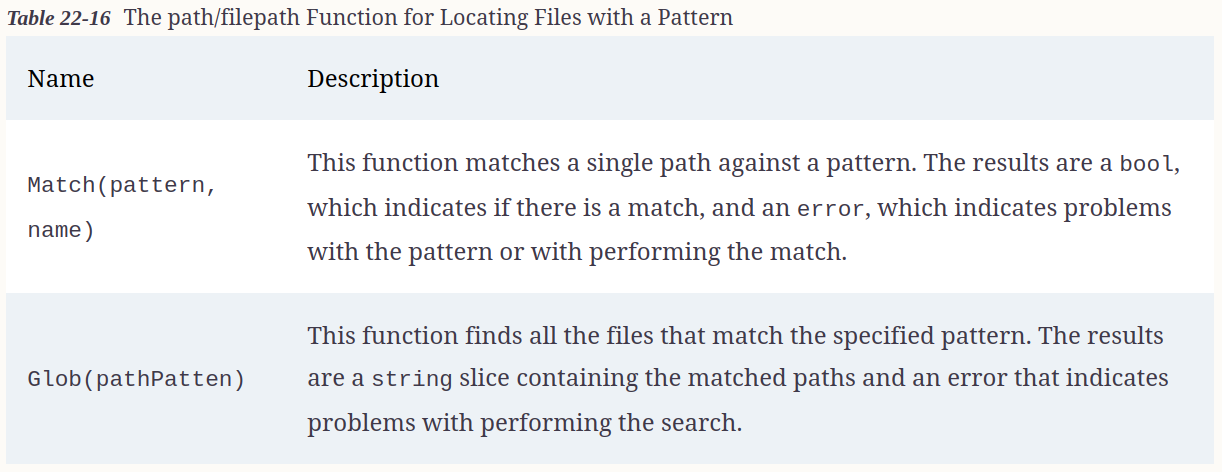 Table 22-16 The path/filepath Function for Locating Files with a Pattern
Name Description
Match(pattern,
name)
This function matches a single path against a pattern. The results are a bool,
which indicates if there is a match, and an error, which indicates problems
with the pattern or with performing the match.
Glob(pathPatten)
This function finds all the files that match the specified pattern. The results
are a string slice containing the matched paths and an error that indicates
problems with performing the search.